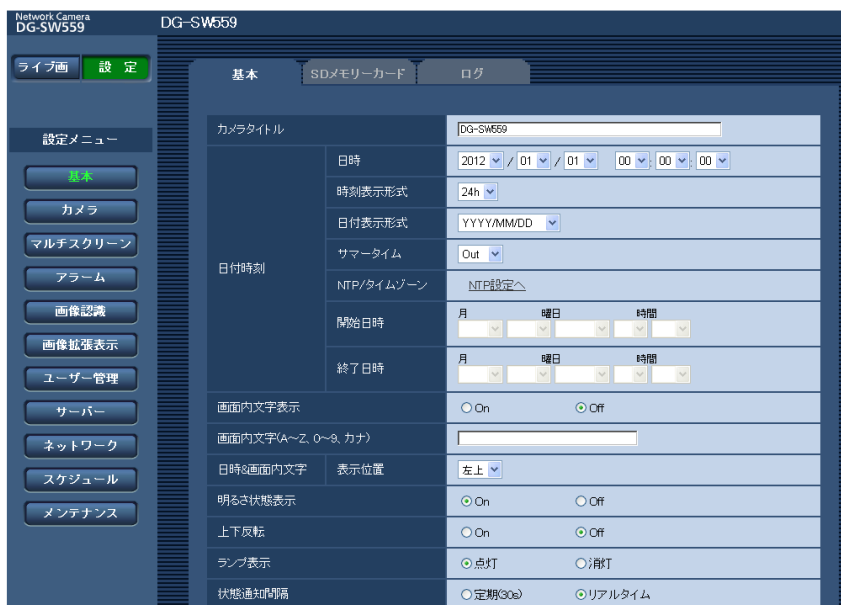 Network Camera
DG-SW559
DG-SW559
ライブ画 設 定
基本 SDメモリーカード ログ
設定メニュー
基本
カメラ
マルチスクリーン
アラーム
画像認識
画像拡張表示
ユーザー管理
サーバー
ネットワーク
スケジュール
メンテナンス
カメラタイトル DG-SW559
日付時刻
日時 2012 / 01 / 01 00 : 00 : 00
時刻表示形式 24h
日付表示形式 YYYY/MM/DD
サマータイム Out
NTP/タイムゾーン NTP設定へ
開始日時 月 曜日 時間
終了日時 月 曜日 時間
画面内文字表示 On Off
画面内文字(A～Z、0～9、カナ)
日時&画面内文字 表示位置 左上
明るさ状態表示 On Off
上下反転 On Off
ランプ表示 点灯 消灯
状態通知間隔 定期(30s) リアルタイム